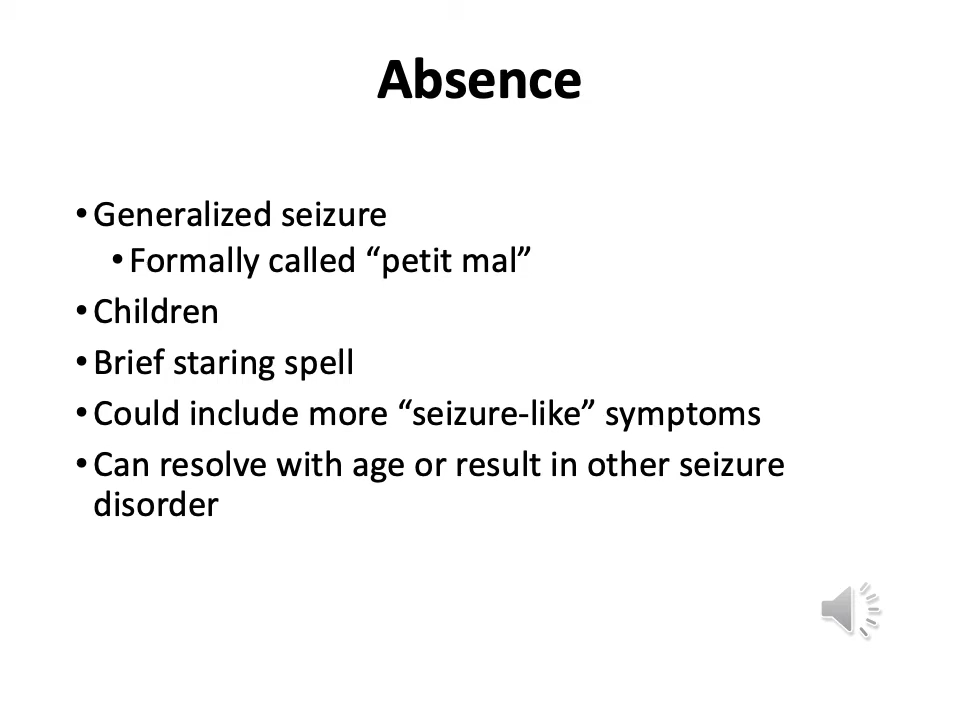 Absence
• Generalized seizure
• Formally called “petit mal”
• Children
• Brief staring spell
• Could include more “seizure-like” symptoms
• Can resolve with age or result in other seizure
disorder